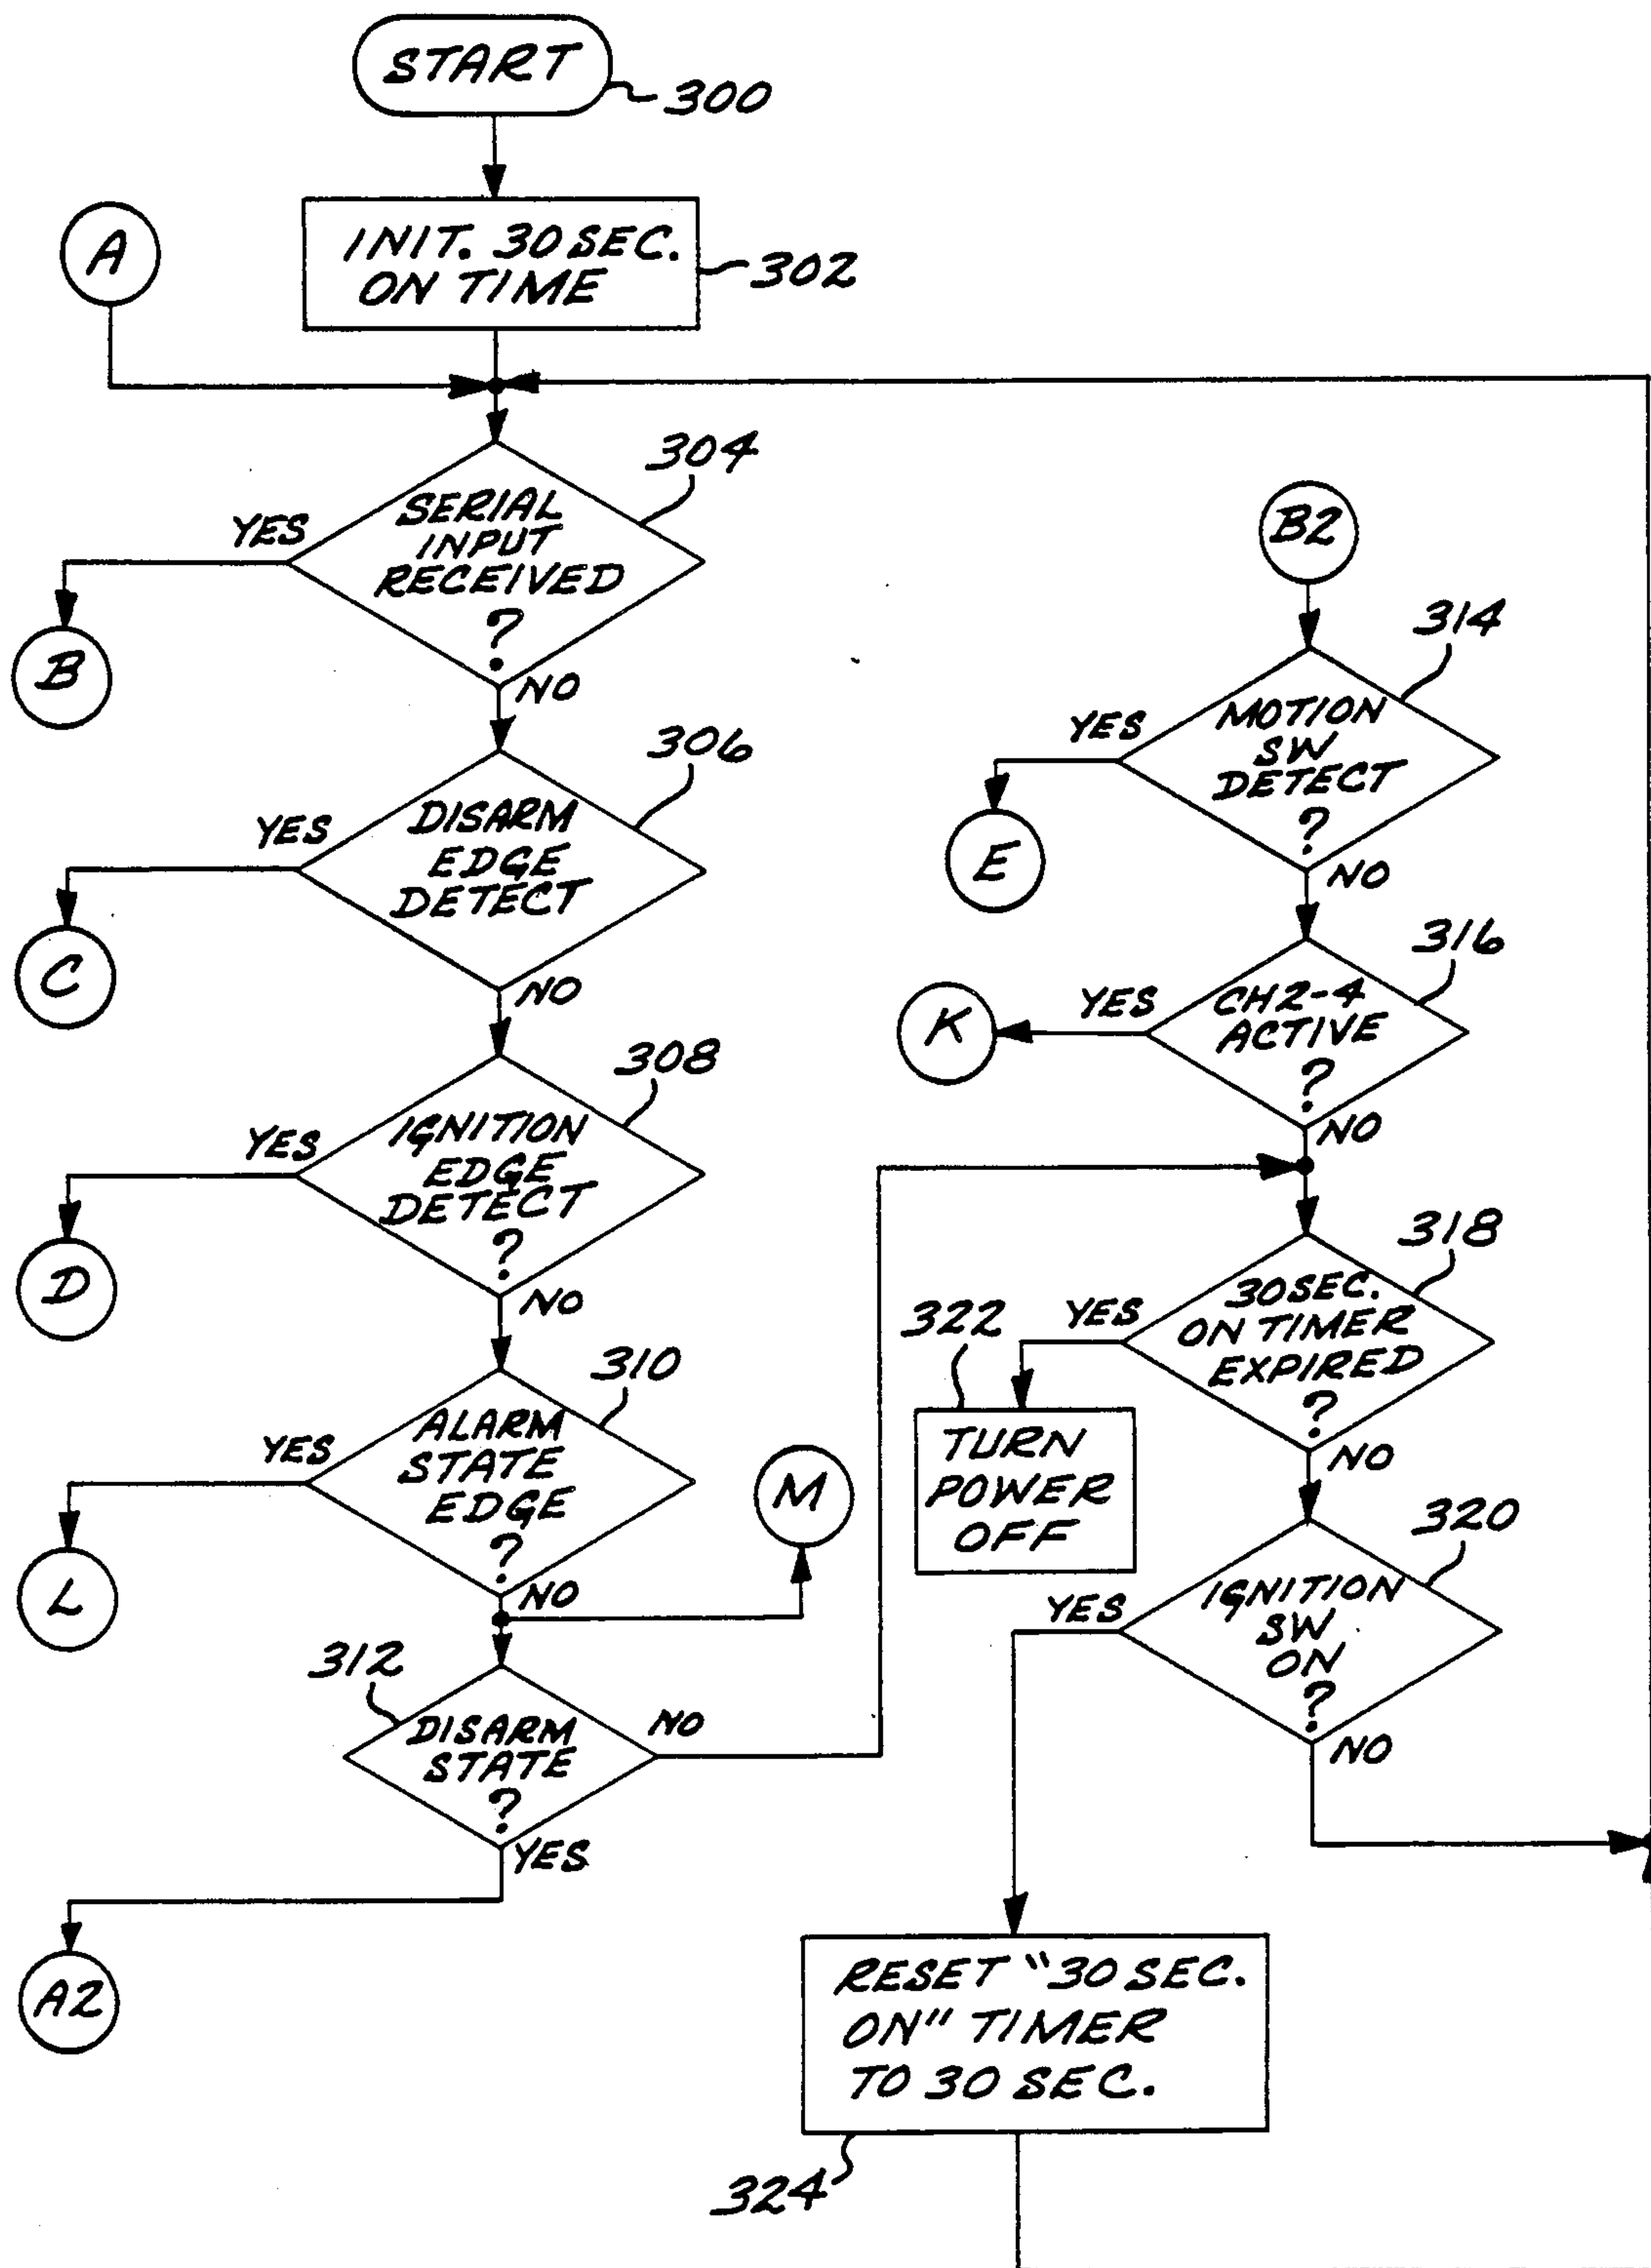 START
300
A
INIT. 30 SEC.
ON TIME
302
304
SERIAL
INPUT
RECEIVED
?
YES
B
NO
306
DISARM
EDGE
DETECT
YES
C
NO
308
IGNITION
EDGE
DETECT
?
YES
D
NO
310
ALARM
STATE
EDGE
?
YES
L
NO
M
312
DISARM
STATE
?
NO
YES
A2
B2
314
MOTION
SW
DETECT
?
YES
E
NO
316
CH2-4
ACTIVE
?
YES
K
NO
318
30 SEC.
ON TIMER
EXPIRED
?
YES
322
TURN
POWER
OFF
NO
320
IGNITION
SW
ON
?
YES
NO
RESET "30 SEC.
ON" TIMER
TO 30 SEC.
324